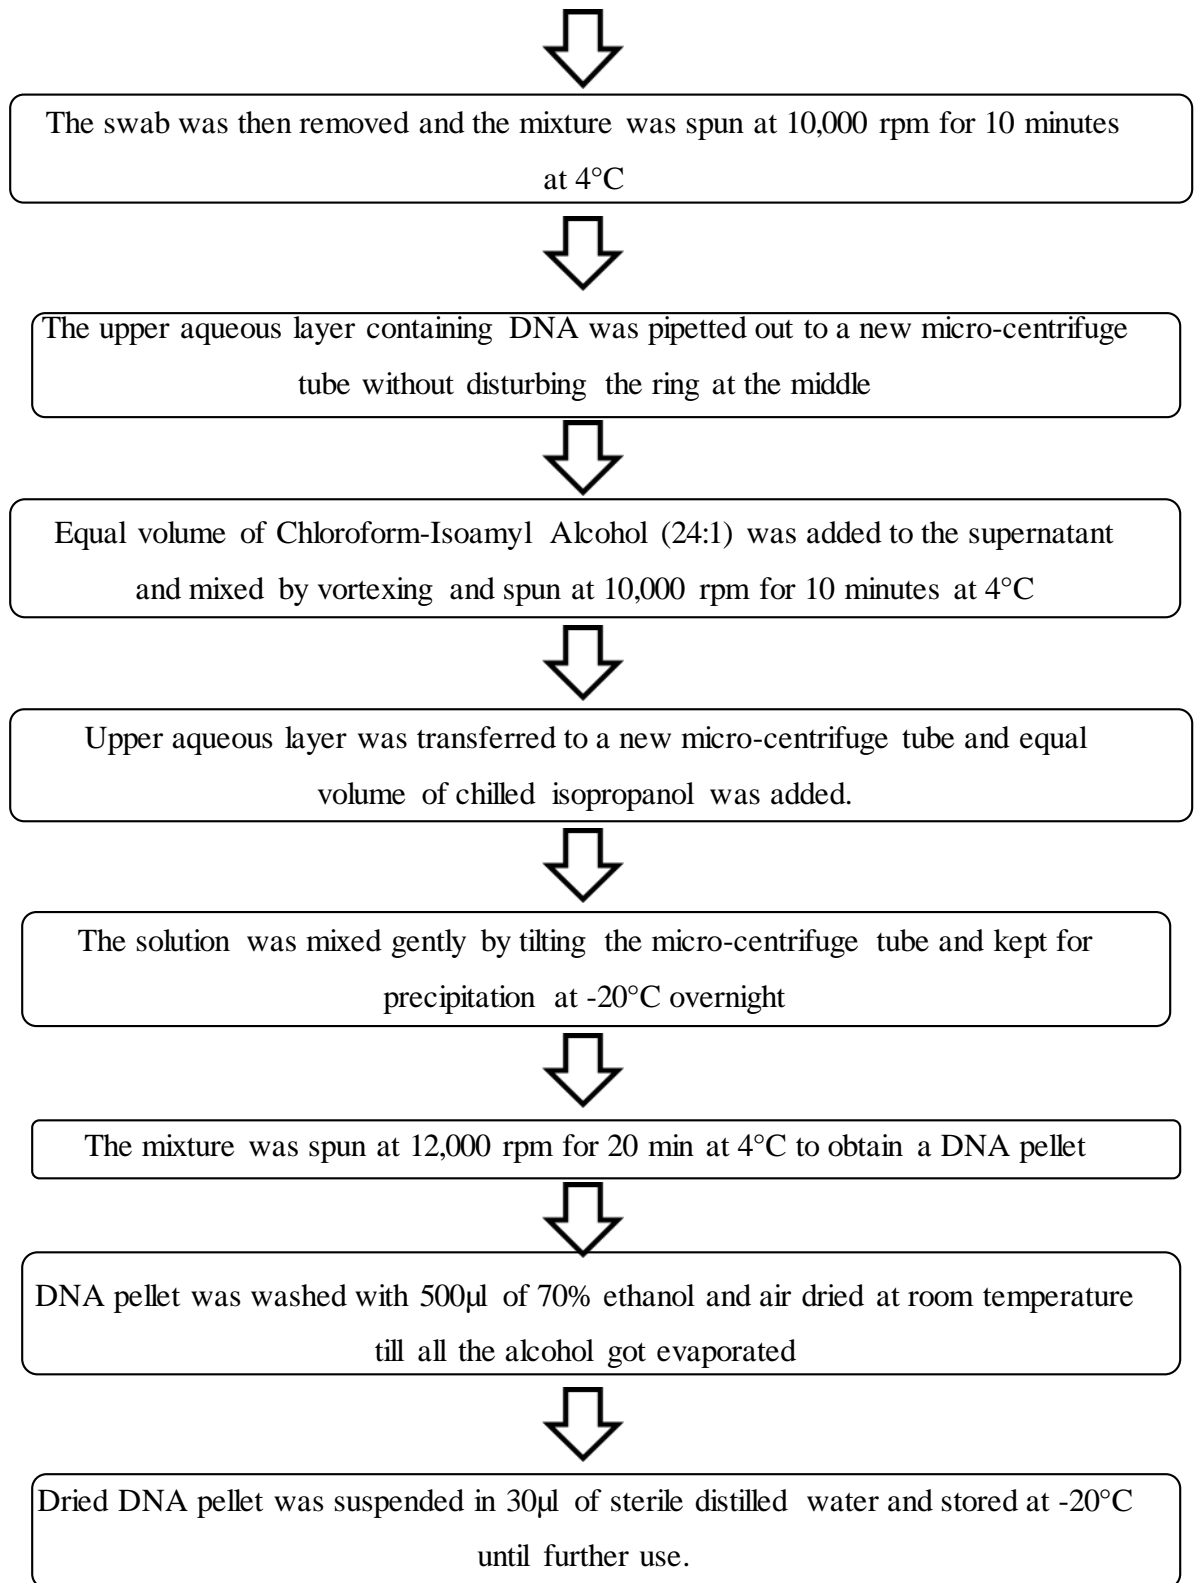 The swab was then removed and the mixture was spun at 10,000 rpm for 10 minutes
at 4°C
The upper aqueous layer containing DNA was pipetted out to a new micro-centrifuge
tube without disturbing the ring at the middle
Equal volume of Chloroform-Isoamyl Alcohol (24:1) was added to the supernatant
and mixed by vortexing and spun at 10,000 rpm for 10 minutes at 4°C
Upper aqueous layer was transferred to a new micro-centrifuge tube and equal
volume of chilled isopropanol was added.
The solution was mixed gently by tilting the micro-centrifuge tube and kept for
precipitation at -20°C overnight
The mixture was spun at 12,000 rpm for 20 min at 4°C to obtain a DNA pellet
DNA pellet was washed with 500µl of 70% ethanol and air dried at room temperature
till all the alcohol got evaporated
Dried DNA pellet was suspended in 30µl of sterile distilled water and stored at -20°C
until further use.